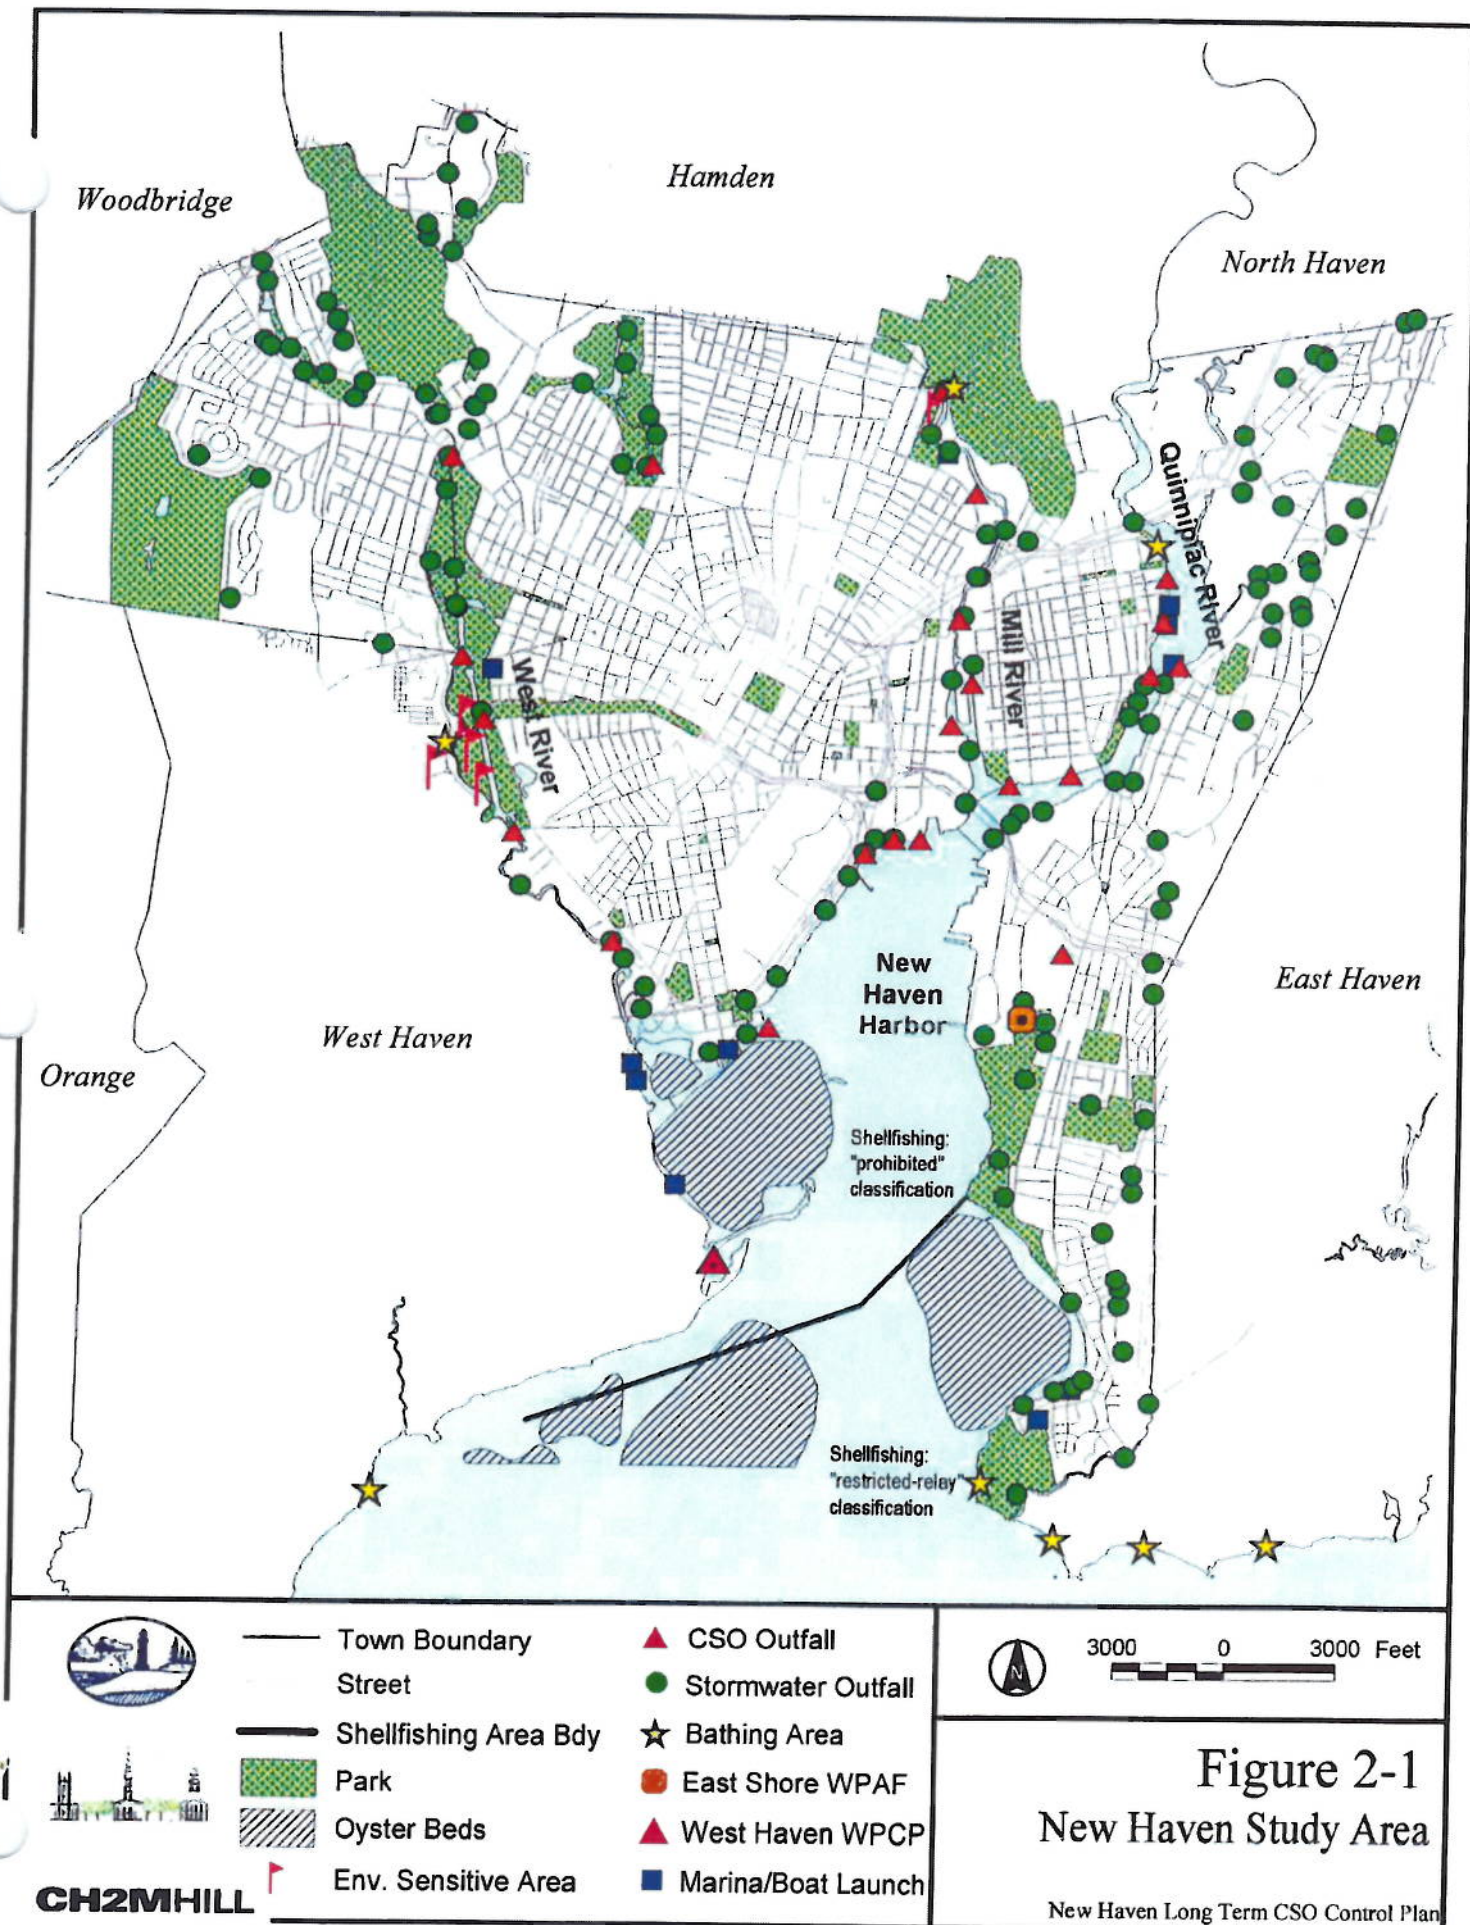 Hamden
Woodbridge
North Haven
Quinnipiac River
Mill River
West River
New
Haven
Harbor
East Haven
West Haven
Orange
Shellfishing:
"prohibited"
classification
Shellfishing:
"restricted-relay"
classification
Town Boundary
Street
Shellfishing Area Bdy
Park
Oyster Beds
Env. Sensitive Area
CSO Outfall
Stormwater Outfall
Bathing Area
East Shore WPAF
West Haven WPCP
Marina/Boat Launch
N
3000 0 3000 Feet
Figure 2-1
New Haven Study Area
New Haven Long Term CSO Control Plan
CH2MHILL